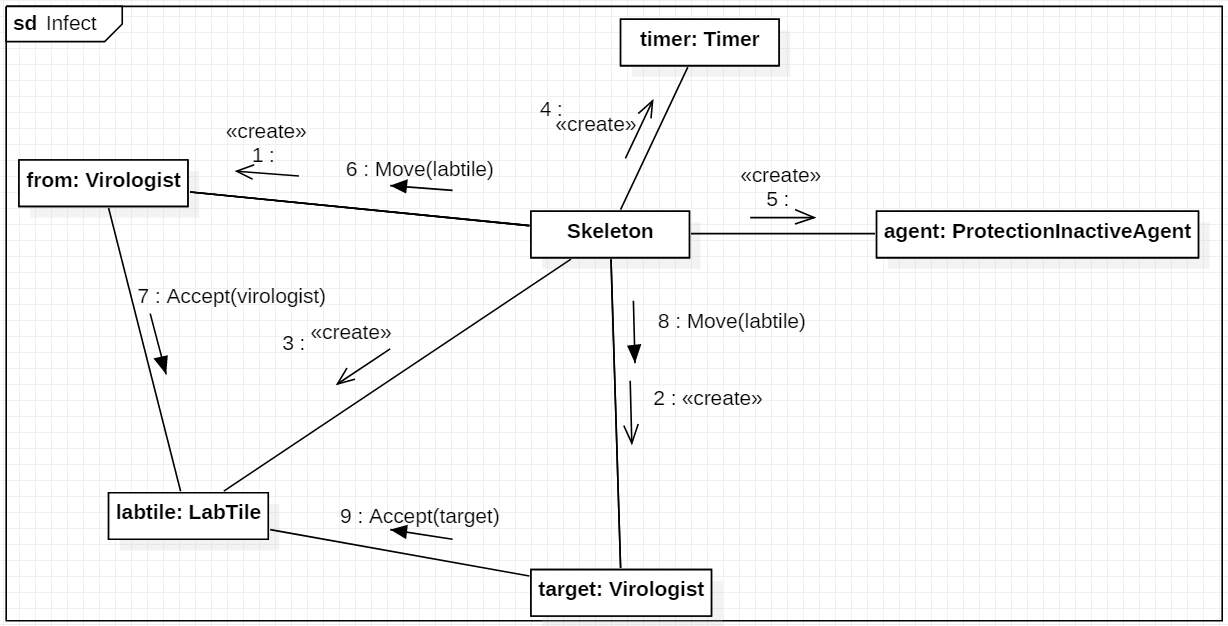 sd Infect
timer: Timer
4 :
«create»
«create»
1 :
6 : Move(labtile)
«create»
5 :
from: Virologist
Skeleton
agent: ProtectionInactiveAgent
7 : Accept(virologist)
3 :
«create»
8 : Move(labtile)
2 : «create»
labtile: LabTile
9 : Accept(target)
target: Virologist